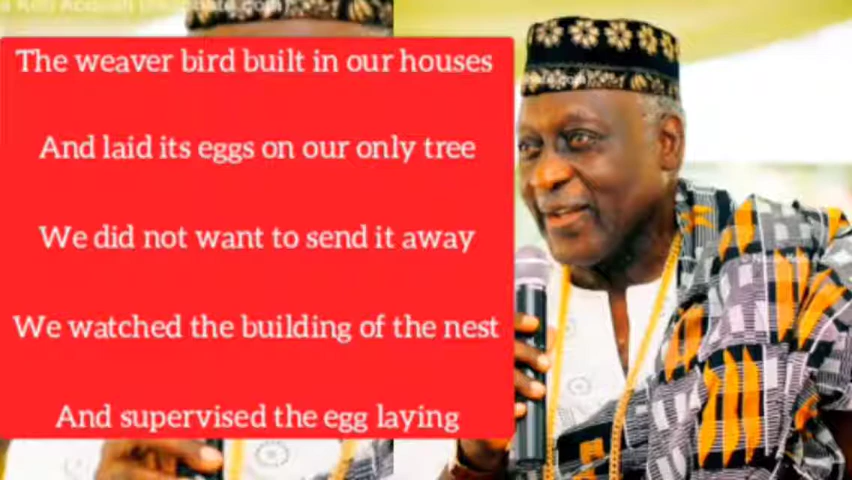 The weaver bird built in our houses
And laid its eggs on our only tree
We did not want to send it away
We watched the building of the nest
And supervised the egg laying